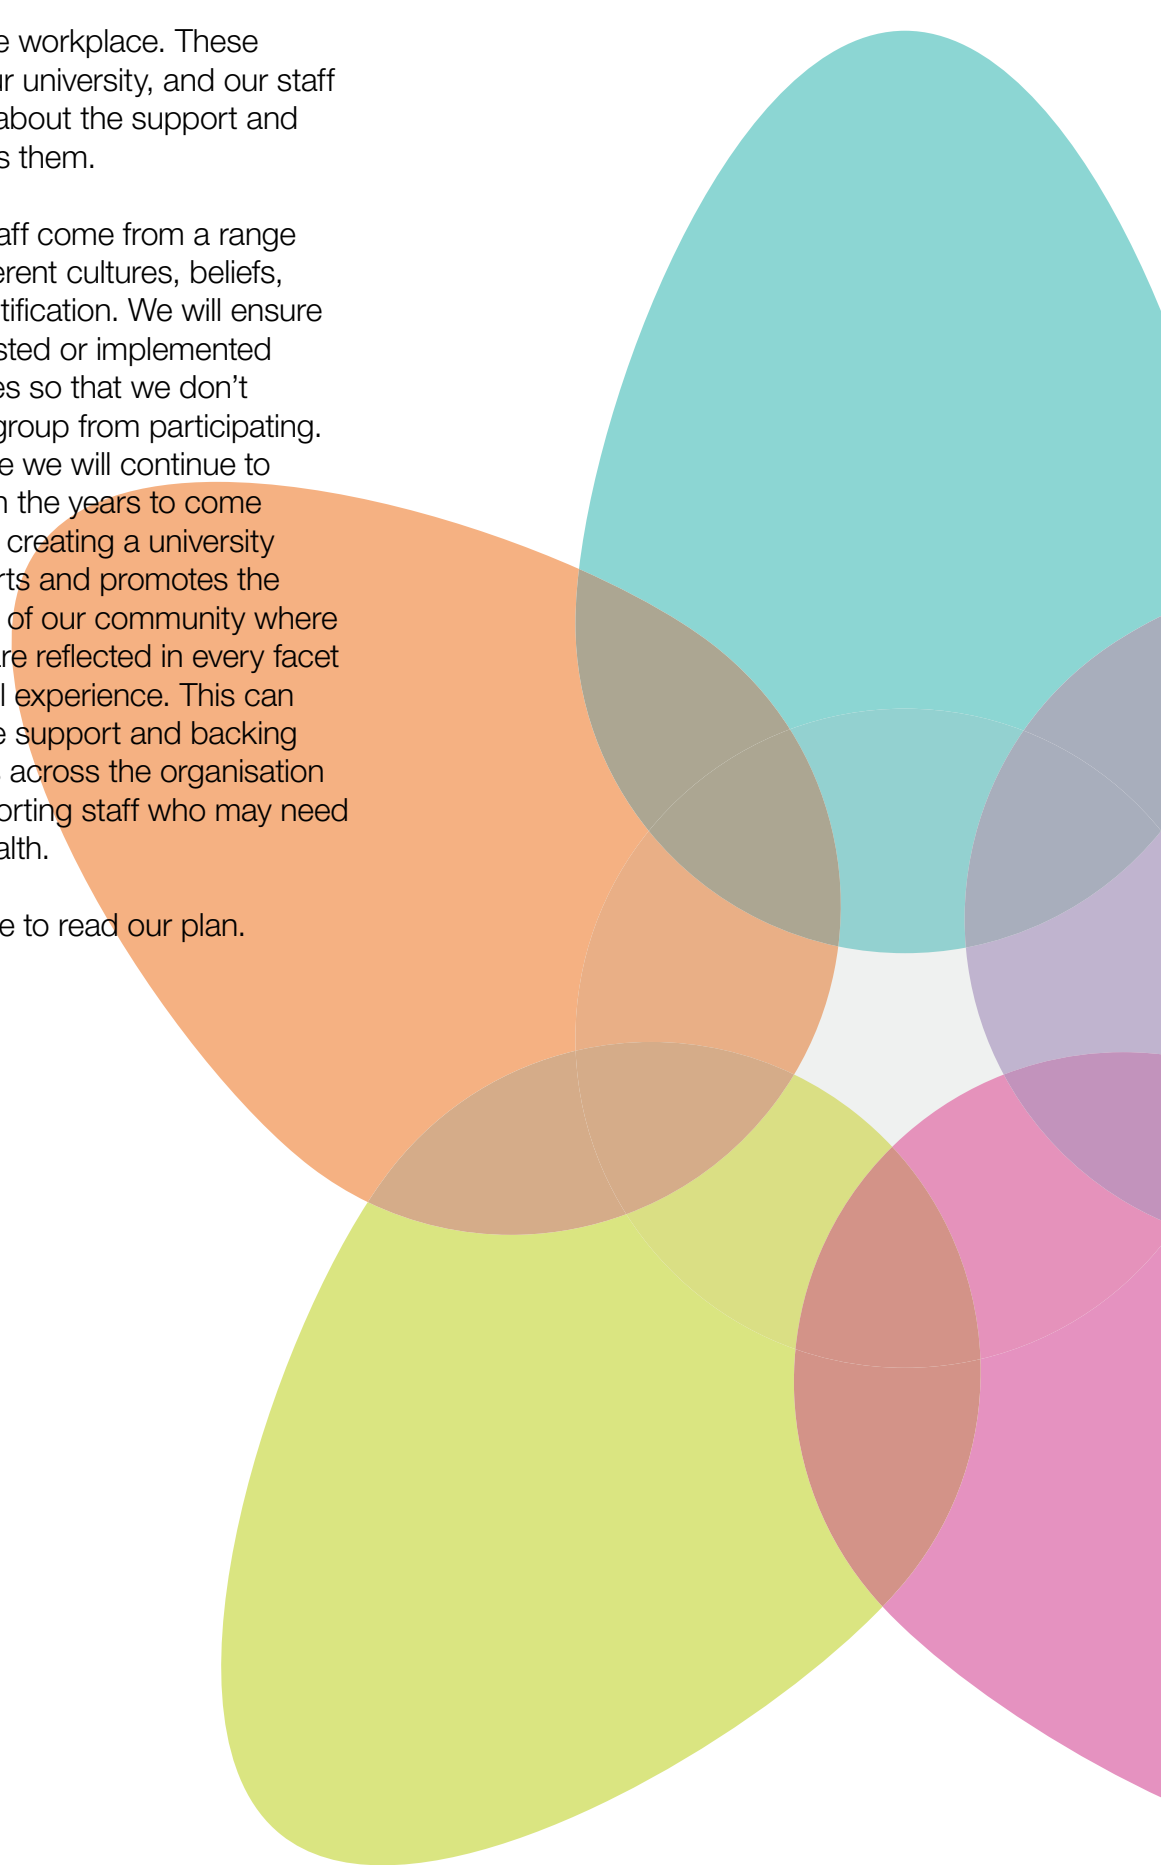 e workplace. These
ur university, and our staff
about the support and
s them.
aff come from a range
erent cultures, beliefs,
tification. We will ensure
sted or implemented
es so that we don’t
group from participating.
e we will continue to
n the years to come
creating a university
rts and promotes the
of our community where
are reflected in every facet
l experience. This can
e support and backing
across the organisation
orting staff who may need
alth.
e to read our plan.